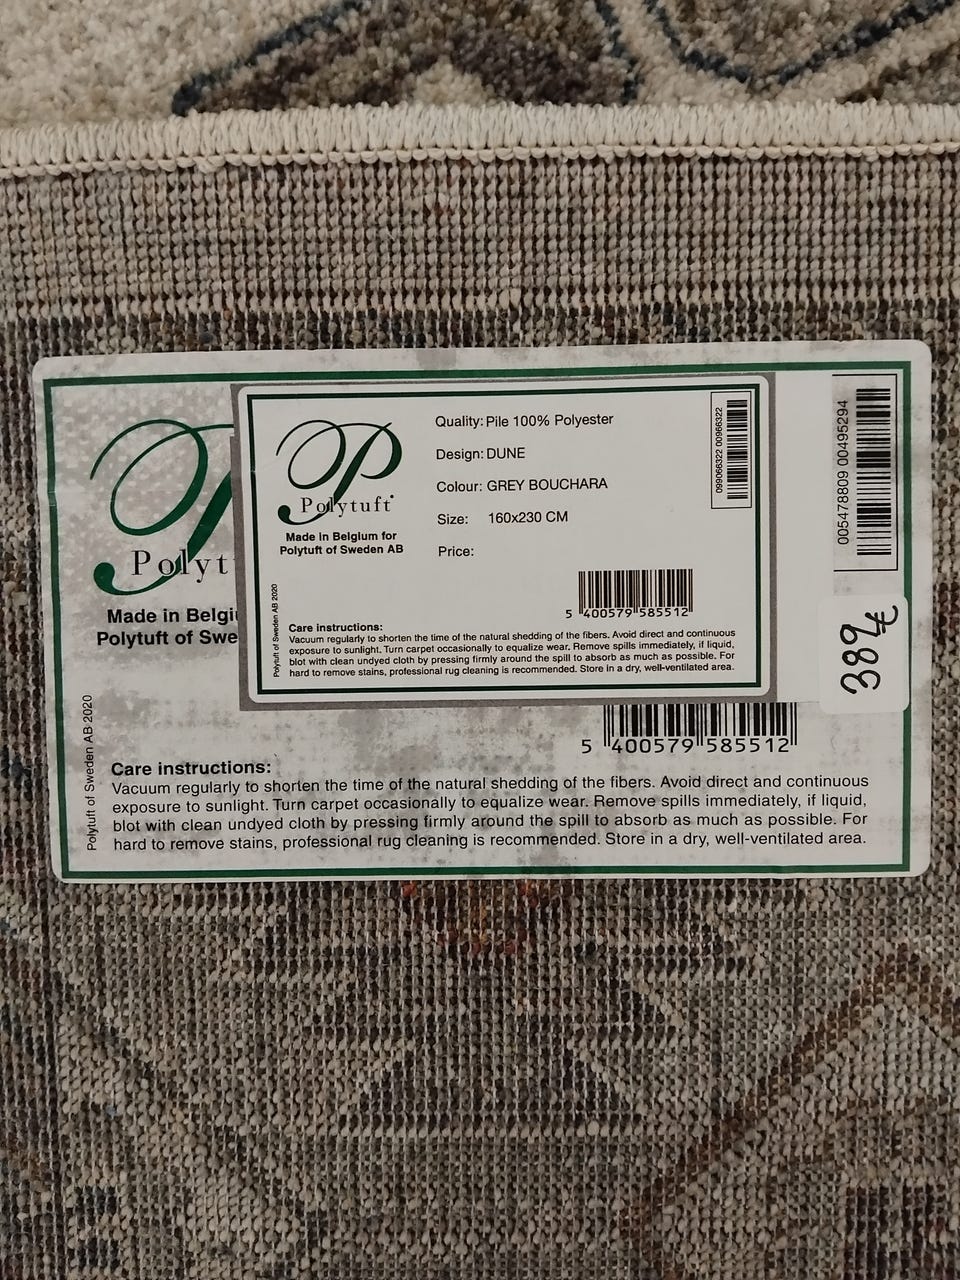 Polytuft
Made in Belgium for
Polytuft of Sweden AB
Quality: Pile 100% Polyester
Design: DUNE
Colour: GREY BOUCHARA
Size: 160x230 CM
Price:
099066322 00966322
5 400579 585512
Polytuft of Sweden AB 2020
Care instructions:
Vacuum regularly to shorten the time of the natural shedding of the fibers. Avoid direct and continuous
exposure to sunlight. Turn carpet occasionally to equalize wear. Remove spills immediately, if liquid,
blot with clean undyed cloth by pressing firmly around the spill to absorb as much as possible. For
hard to remove stains, professional rug cleaning is recommended. Store in a dry, well-ventilated area.
Polyt
Made in Belgi
Polytuft of Swe
005478809 00495294
389€
5 400579 585512
Polytuft of Sweden AB 2020
Care instructions:
Vacuum regularly to shorten the time of the natural shedding of the fibers. Avoid direct and continuous
exposure to sunlight. Turn carpet occasionally to equalize wear. Remove spills immediately, if liquid,
blot with clean undyed cloth by pressing firmly around the spill to absorb as much as possible. For
hard to remove stains, professional rug cleaning is recommended. Store in a dry, well-ventilated area.